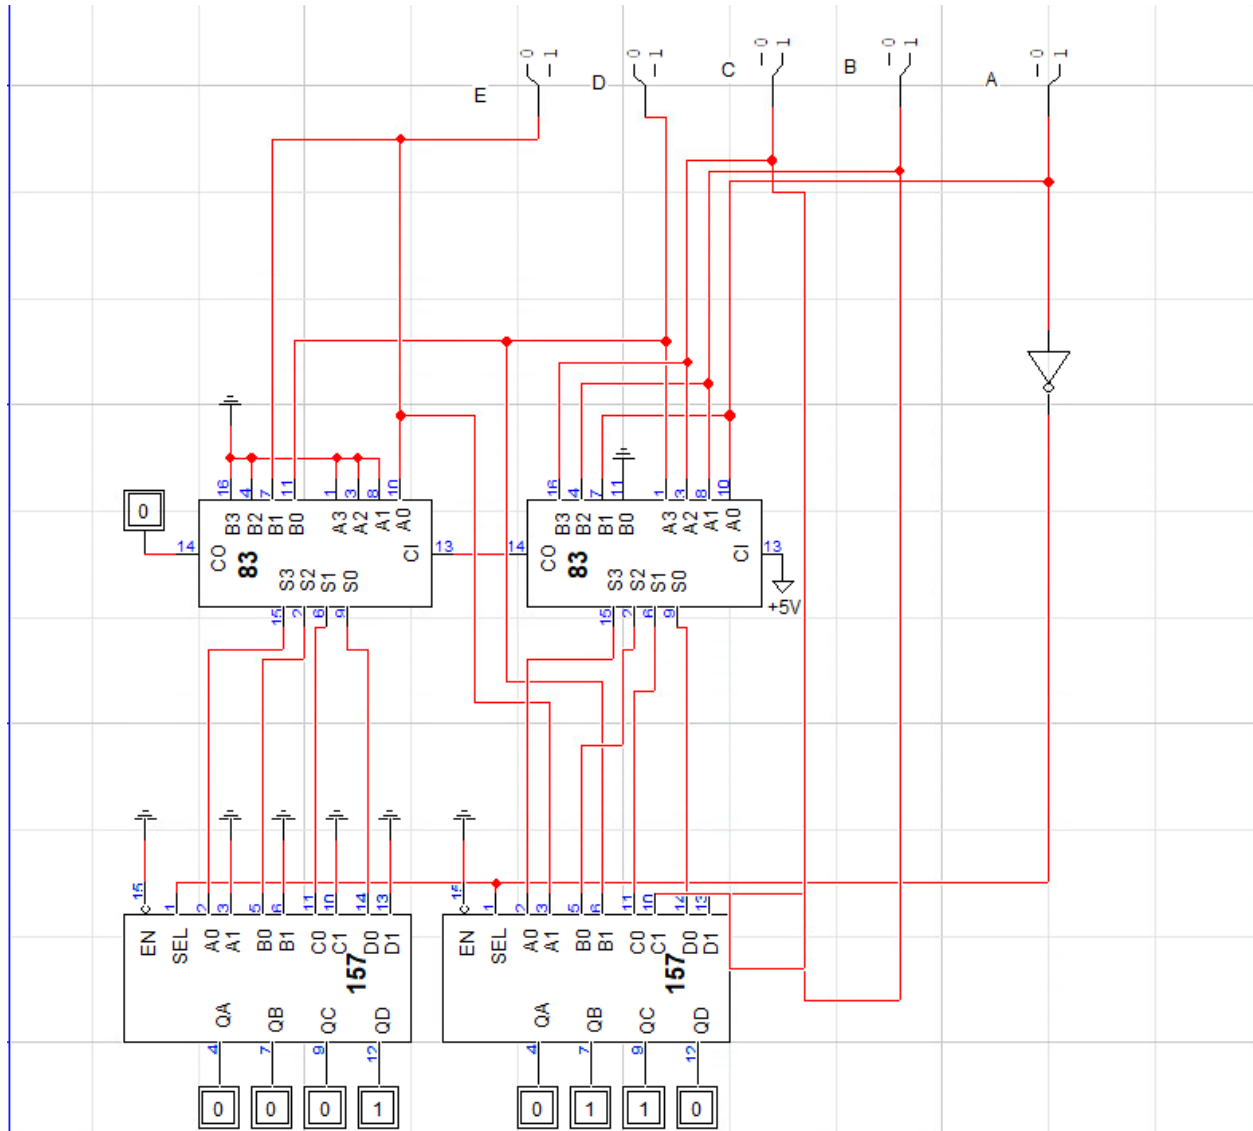 0 1 0 1 0 1 0 1 0 1
E D C B A
16 4 7 11 1 3 8 10 16 4 7 11 1 3 8 10
B3 B2 B1 B0 A3 A2 A1 A0 B3 B2 B1 B0 A3 A2 A1 A0
0
14 CO 83 CI 13 14 CO 83 CI 13
S3 S2 S1 S0 S3 S2 S1 S0
15 2 6 9 15 2 6 9
+5V
15 1 2 3 5 6 11 10 14 13 15 1 2 3 5 6 11 10 14 13
EN SEL A0 A1 B0 B1 C0 C1 D0 D1 EN SEL A0 A1 B0 B1 C0 C1 D0 D1
157 157
QA QB QC QD QA QB QC QD
4 7 9 12 4 7 9 12
0 0 0 1 0 1 1 0